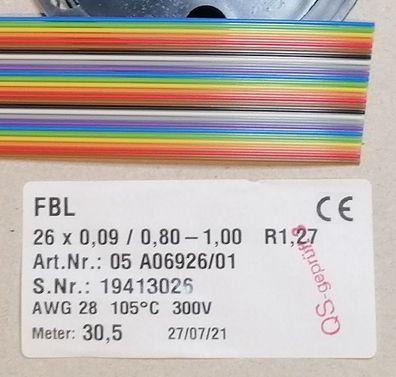 FBL
26 x 0,09 / 0,80 – 1,00 R1,27
Art.Nr.: 05 A06926/01
S.Nr.: 19413026
AWG 28 105°C 300V
Meter: 30,5 27/07/21
CE
QS-geprüft